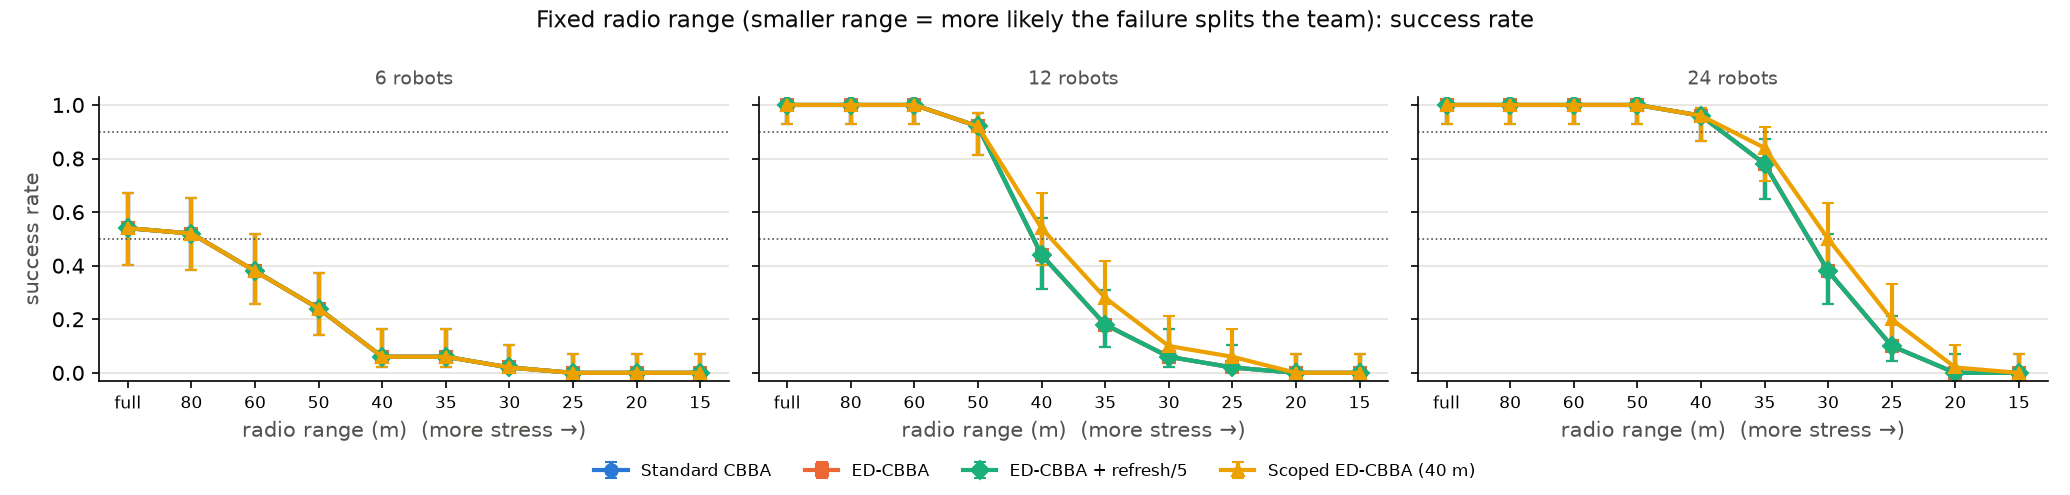 Fixed radio range (smaller range = more likely the failure splits the team): success rate
6 robots
12 robots
24 robots
success rate
1.0
0.8
0.6
0.4
0.2
0.0
full 80 60 50 40 35 30 25 20 15
full 80 60 50 40 35 30 25 20 15
full 80 60 50 40 35 30 25 20 15
radio range (m) (more stress →)
radio range (m) (more stress →)
radio range (m) (more stress →)
Standard CBBA
ED-CBBA
ED-CBBA + refresh/5
Scoped ED-CBBA (40 m)